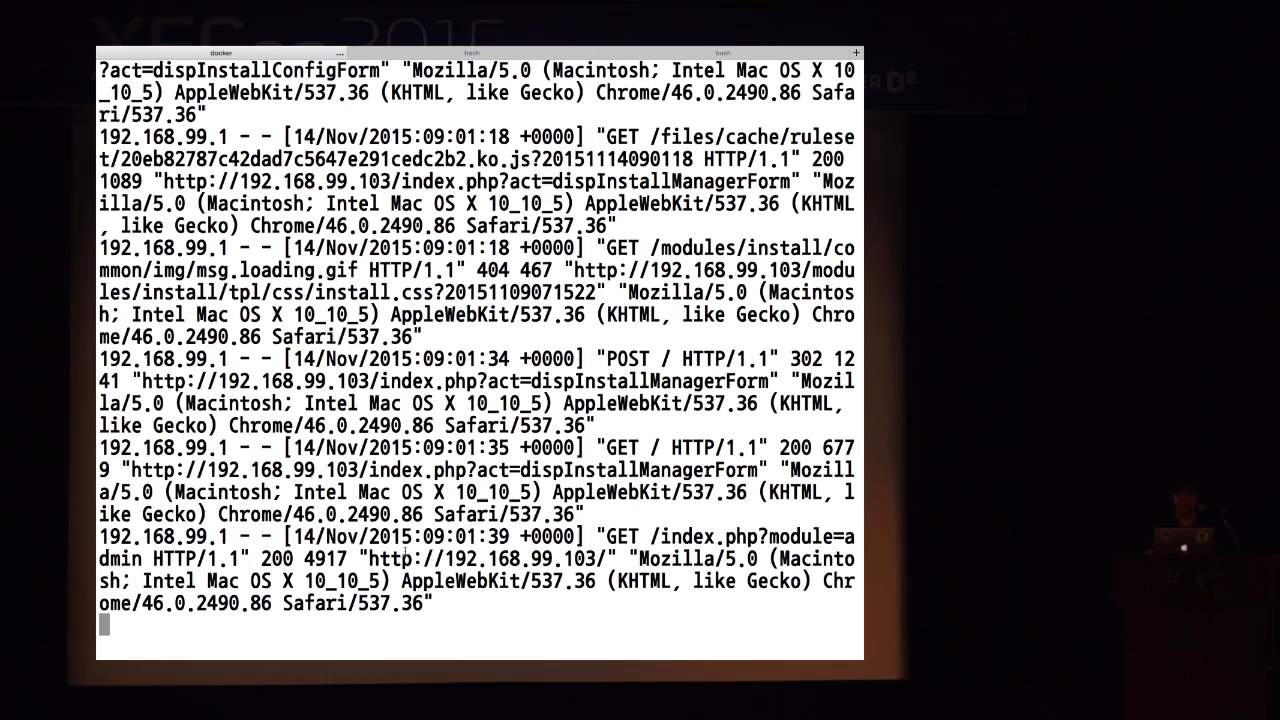 XECon 2015
docker
...
bash
bash
+
?act=dispInstallConfigForm" "Mozilla/5.0 (Macintosh; Intel Mac OS X 10
_10_5) AppleWebKit/537.36 (KHTML, like Gecko) Chrome/46.0.2490.86 Safa
ri/537.36"
192.168.99.1 - - [14/Nov/2015:09:01:18 +0000] "GET /files/cache/rulese
t/20eb82787c42dad7c5647e291cedc2b2.ko.js?20151114090118 HTTP/1.1" 200
1089 "http://192.168.99.103/index.php?act=dispInstallManagerForm" "Moz
illa/5.0 (Macintosh; Intel Mac OS X 10_10_5) AppleWebKit/537.36 (KHTML
, like Gecko) Chrome/46.0.2490.86 Safari/537.36"
192.168.99.1 - - [14/Nov/2015:09:01:18 +0000] "GET /modules/install/co
mmon/img/msg.loading.gif HTTP/1.1" 404 467 "http://192.168.99.103/modu
les/install/tpl/css/install.css?20151109071522" "Mozilla/5.0 (Macintos
h; Intel Mac OS X 10_10_5) AppleWebKit/537.36 (KHTML, like Gecko) Chro
me/46.0.2490.86 Safari/537.36"
192.168.99.1 - - [14/Nov/2015:09:01:34 +0000] "POST / HTTP/1.1" 302 12
41 "http://192.168.99.103/index.php?act=dispInstallManagerForm" "Mozil
la/5.0 (Macintosh; Intel Mac OS X 10_10_5) AppleWebKit/537.36 (KHTML,
like Gecko) Chrome/46.0.2490.86 Safari/537.36"
192.168.99.1 - - [14/Nov/2015:09:01:35 +0000] "GET / HTTP/1.1" 200 677
9 "http://192.168.99.103/index.php?act=dispInstallManagerForm" "Mozill
a/5.0 (Macintosh; Intel Mac OS X 10_10_5) AppleWebKit/537.36 (KHTML, l
ike Gecko) Chrome/46.0.2490.86 Safari/537.36"
192.168.99.1 - - [14/Nov/2015:09:01:39 +0000] "GET /index.php?module=a
dmin HTTP/1.1" 200 4917 "http://192.168.99.103/" "Mozilla/5.0 (Macinto
sh; Intel Mac OS X 10_10_5) AppleWebKit/537.36 (KHTML, like Gecko) Chr
ome/46.0.2490.86 Safari/537.36"